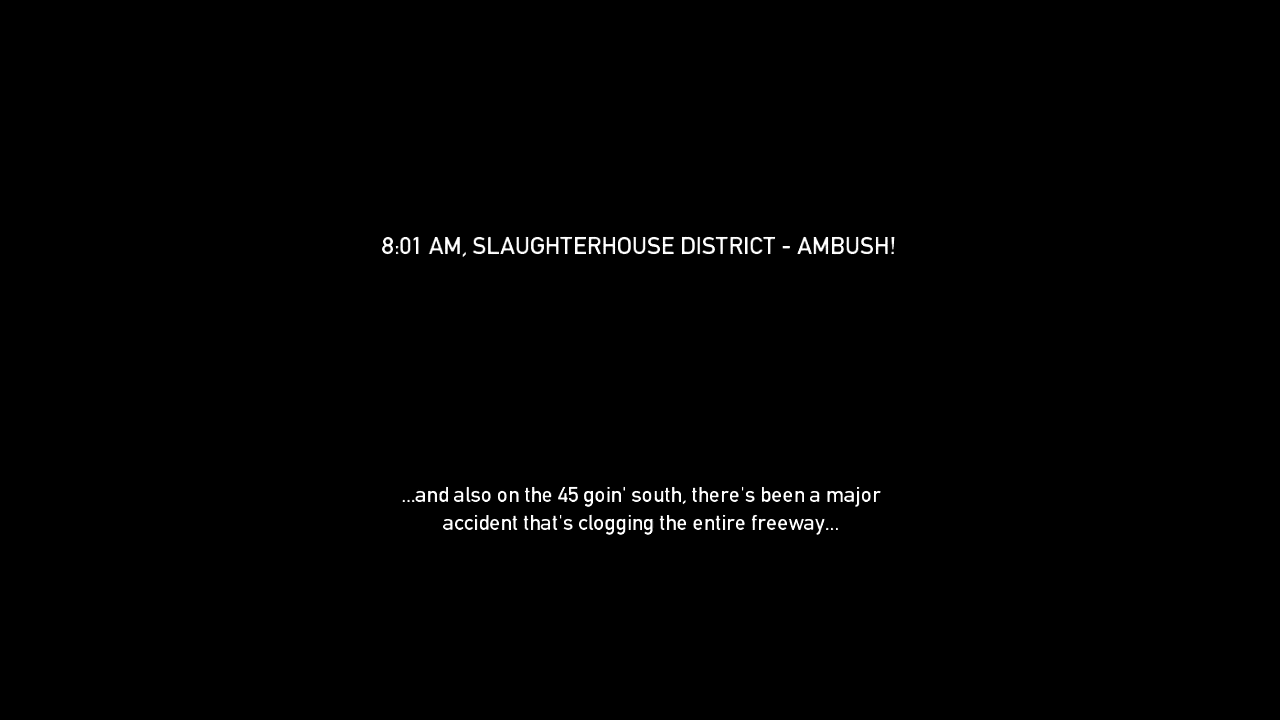 8:01 AM, SLAUGHTERHOUSE DISTRICT - AMBUSH!
...and also on the 45 goin' south, there's been a major
accident that's clogging the entire freeway...